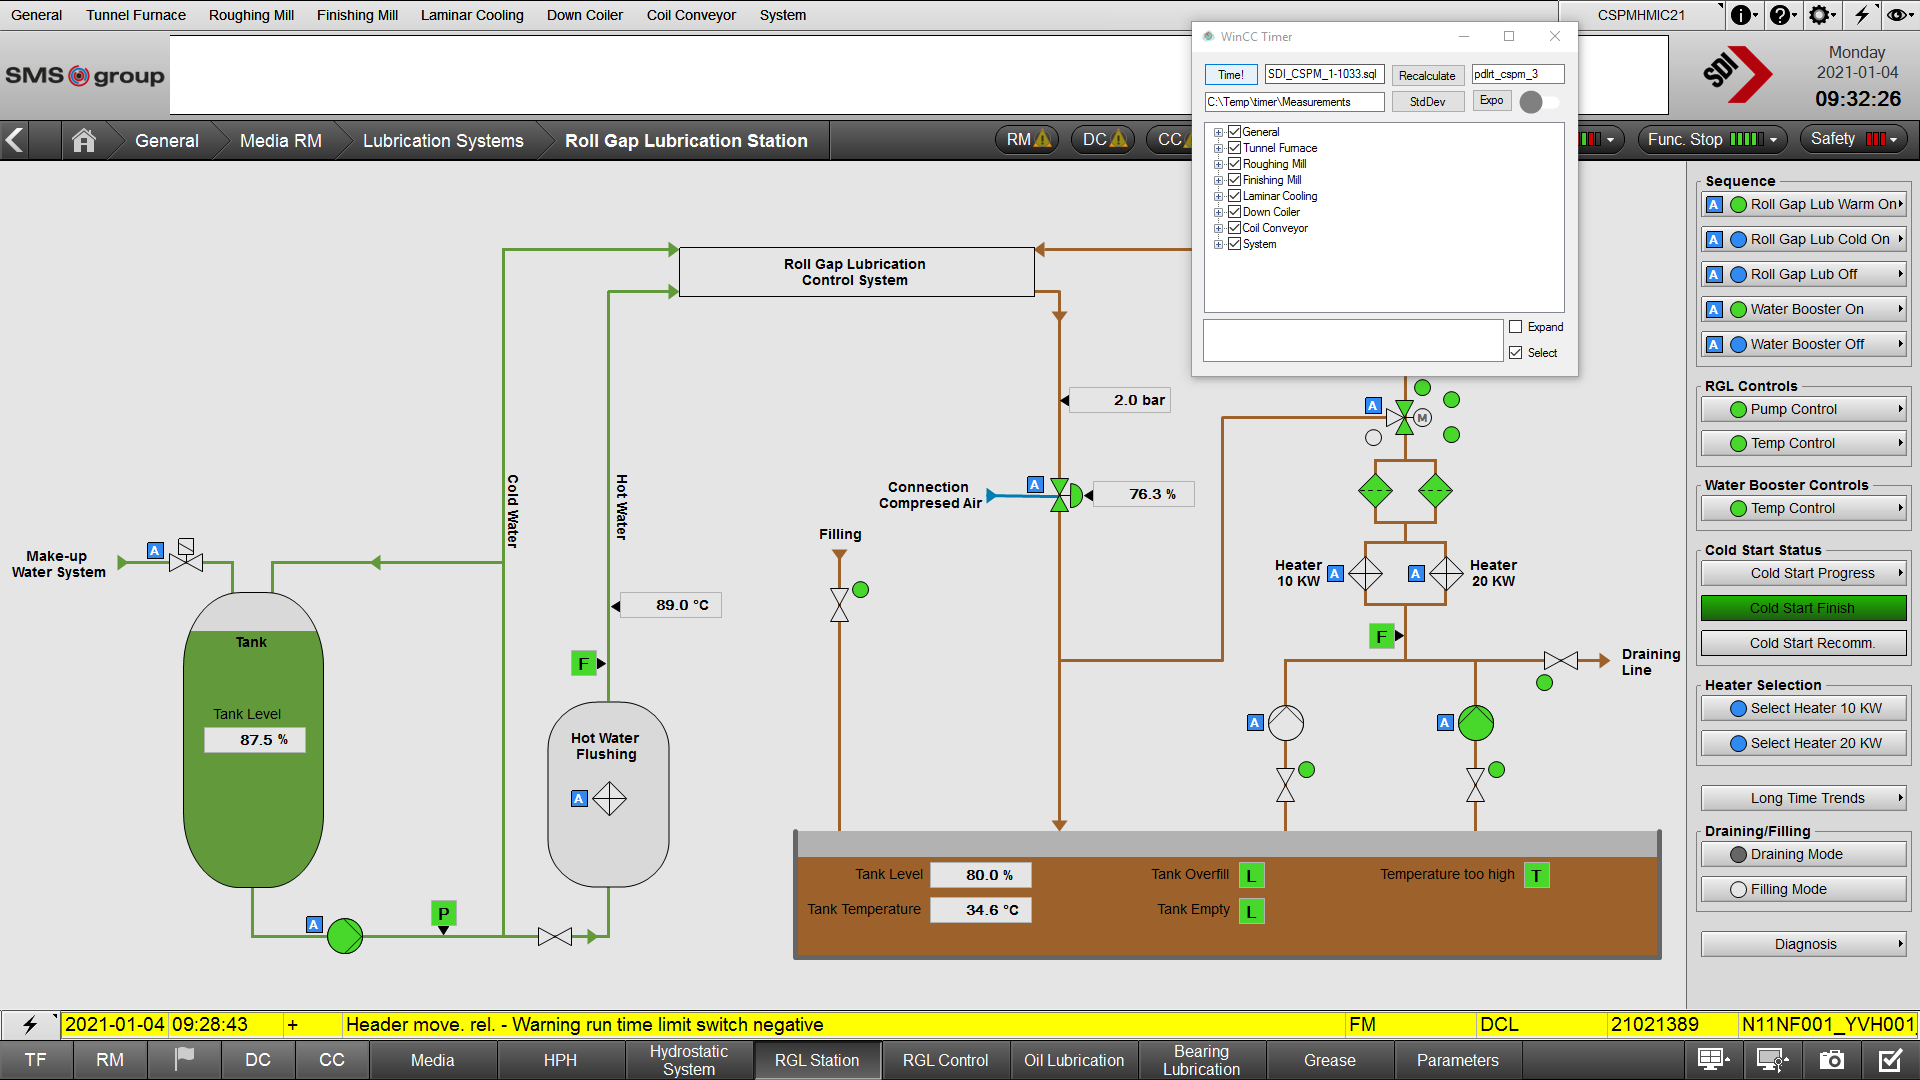 General Tunnel Furnace Roughing Mill Finishing Mill Laminar Cooling Down Coiler Coil Conveyor System
CSPMHMIC21
SMS group
SDI
Monday
2021-01-04
09:32:26
General Media RM Lubrication Systems Roll Gap Lubrication Station
RM DC CC
Func. Stop
Safety
WinCC Timer
Time! SDI_CSPM_1-1033.sql Recalculate pdlrt_cspm_3
C:\Temp\timer\Measurements StdDev Expo
General
Tunnel Furnace
Roughing Mill
Finishing Mill
Laminar Cooling
Down Coiler
Coil Conveyor
System
Expand
Select
Roll Gap Lubrication
Control System
2.0 bar
A
M
Connection
Compresed Air
A
76.3 %
Cold Water
Hot Water
Filling
Make-up
Water System
A
Heater
10 KW
A
A
Heater
20 KW
89.0 °C
F
F
Tank
Tank Level
87.5 %
Draining
Line
Hot Water
Flushing
A
A
A
A
P
Tank Level 80.0 %
Tank Temperature 34.6 °C
Tank Overfill L
Tank Empty L
Temperature too high T
Sequence
A Roll Gap Lub Warm On
A Roll Gap Lub Cold On
A Roll Gap Lub Off
A Water Booster On
A Water Booster Off
RGL Controls
Pump Control
Temp Control
Water Booster Controls
Temp Control
Cold Start Status
Cold Start Progress
Cold Start Finish
Cold Start Recomm.
Heater Selection
Select Heater 10 KW
Select Heater 20 KW
Long Time Trends
Draining/Filling
Draining Mode
Filling Mode
Diagnosis
2021-01-04 09:28:43 + Header move. rel. - Warning run time limit switch negative FM DCL 21021389 N11NF001_YVH001
TF RM DC CC Media HPH Hydrostatic System RGL Station RGL Control Oil Lubrication Bearing Lubrication Grease Parameters